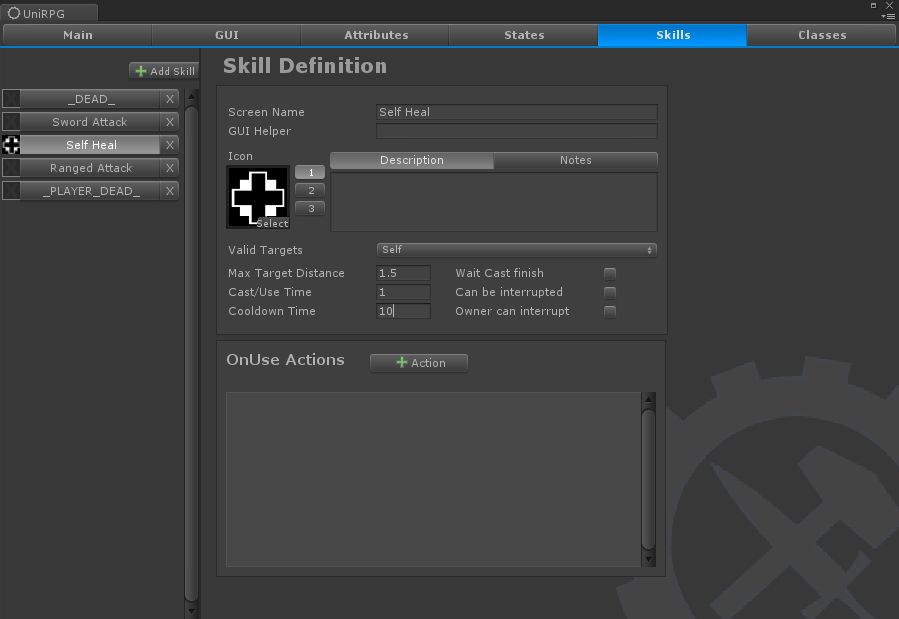 UniRPG
Main GUI Attributes States Skills Classes
Add Skill
_DEAD_ X
Sword Attack X
Self Heal X
Ranged Attack X
_PLAYER_DEAD_ X
Skill Definition
Screen Name Self Heal
GUI Helper
Icon
Select
1
2
3
Description Notes
Valid Targets Self
Max Target Distance 1.5 Wait Cast finish
Cast/Use Time 1 Can be interrupted
Cooldown Time 10 Owner can interrupt
OnUse Actions Action